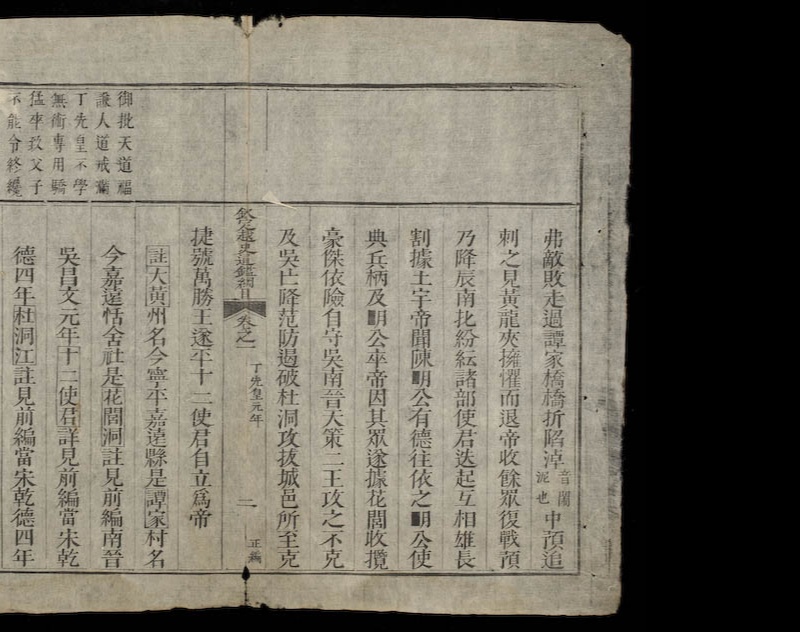 弗敵敗走過譚家橋橋折陷淖音閙泥也中預追
刺之見黃龍夾擁懼而退帝收餘眾復戰預
乃降辰南北紛紜諸部使君迭起互相雄長
割據土宇帝聞陳明公有德往依之明公使
典兵柄及明公卒帝因其眾遂據花閭收攬
豪傑依險自守吳南晉天策二王攻之不克
及吳亡降范防遏破杜洞攻拔城邑所至克
欽定越史通鑑綱目
卷之一
丁先皇元年
二
正編
捷號萬勝王遂平十二使君自立爲帝
註大黃州名今寧平嘉遠縣是譚家村名
今嘉遠恬舍社是花閭洞註見前編南晉
吳昌文元年十二使君詳見前編當宋乾
德四年杜洞江註見前編當宋乾德四年
御批天道福
謙人道戒滿
丁先皇不學
無術專用驕
猛卒致父子
不能令終纔